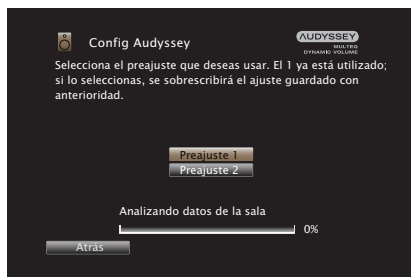 Config Audyssey
AUDYSSEY
MULTEQ
DYNAMIC VOLUME
Selecciona el preajuste que deseas usar. El 1 ya está utilizado;
si lo seleccionas, se sobrescribirá el ajuste guardado con
anterioridad.
Preajuste 1
Preajuste 2
Analizando datos de la sala
0%
Atrás